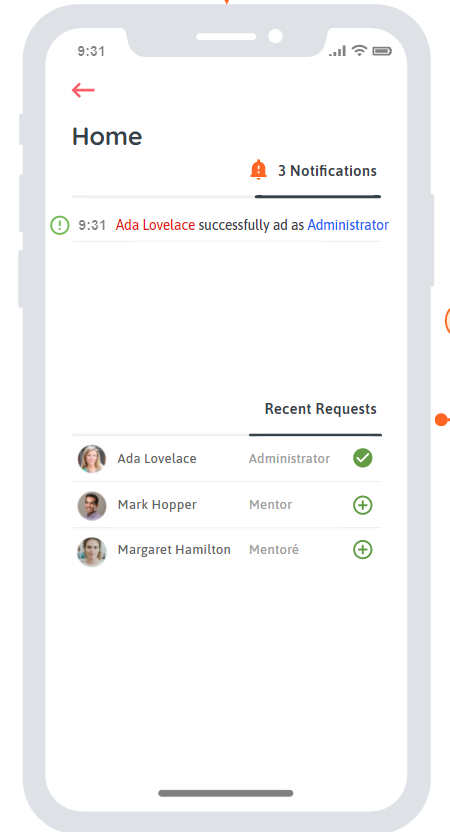 9:31
Home
3 Notifications
9:31 Ada Lovelace successfully ad as Administrator
Recent Requests
Ada Lovelace Administrator
Mark Hopper Mentor
Margaret Hamilton Mentoré